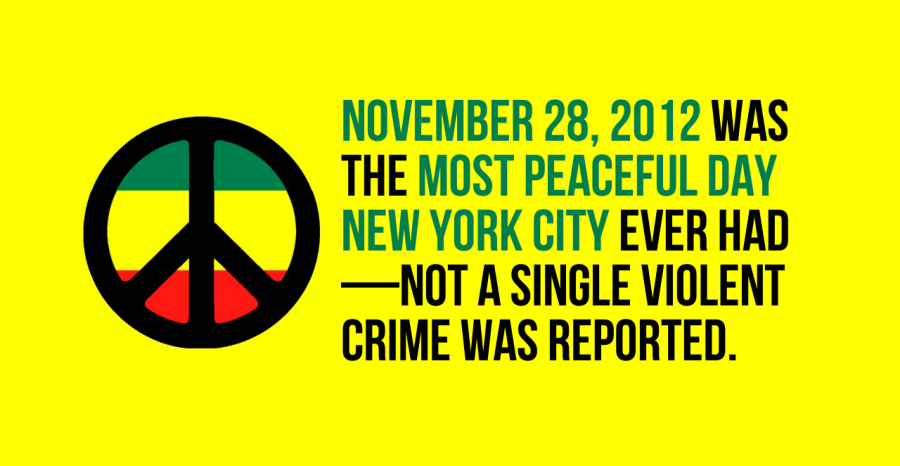 NOVEMBER 28, 2012 WAS
THE MOST PEACEFUL DAY
NEW YORK CITY EVER HAD
—NOT A SINGLE VIOLENT
CRIME WAS REPORTED.